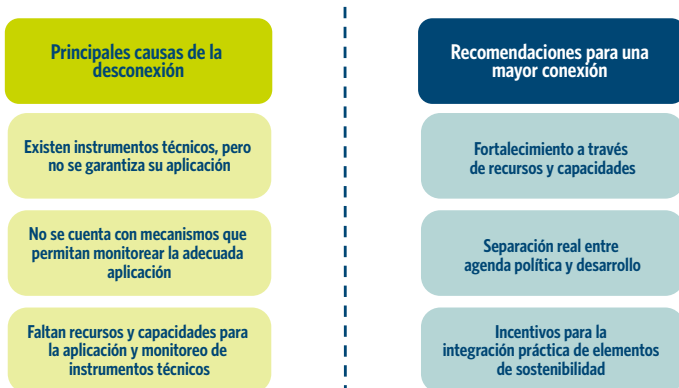 Principales causas de la
desconexión
Existen instrumentos técnicos, pero
no se garantiza su aplicación
No se cuenta con mecanismos que
permitan monitorear la adecuada
aplicación
Faltan recursos y capacidades para
la aplicación y monitoreo de
instrumentos técnicos
Recomendaciones para una
mayor conexión
Fortalecimiento a través
de recursos y capacidades
Separación real entre
agenda política y desarrollo
Incentivos para la
integración práctica de elementos
de sostenibilidad